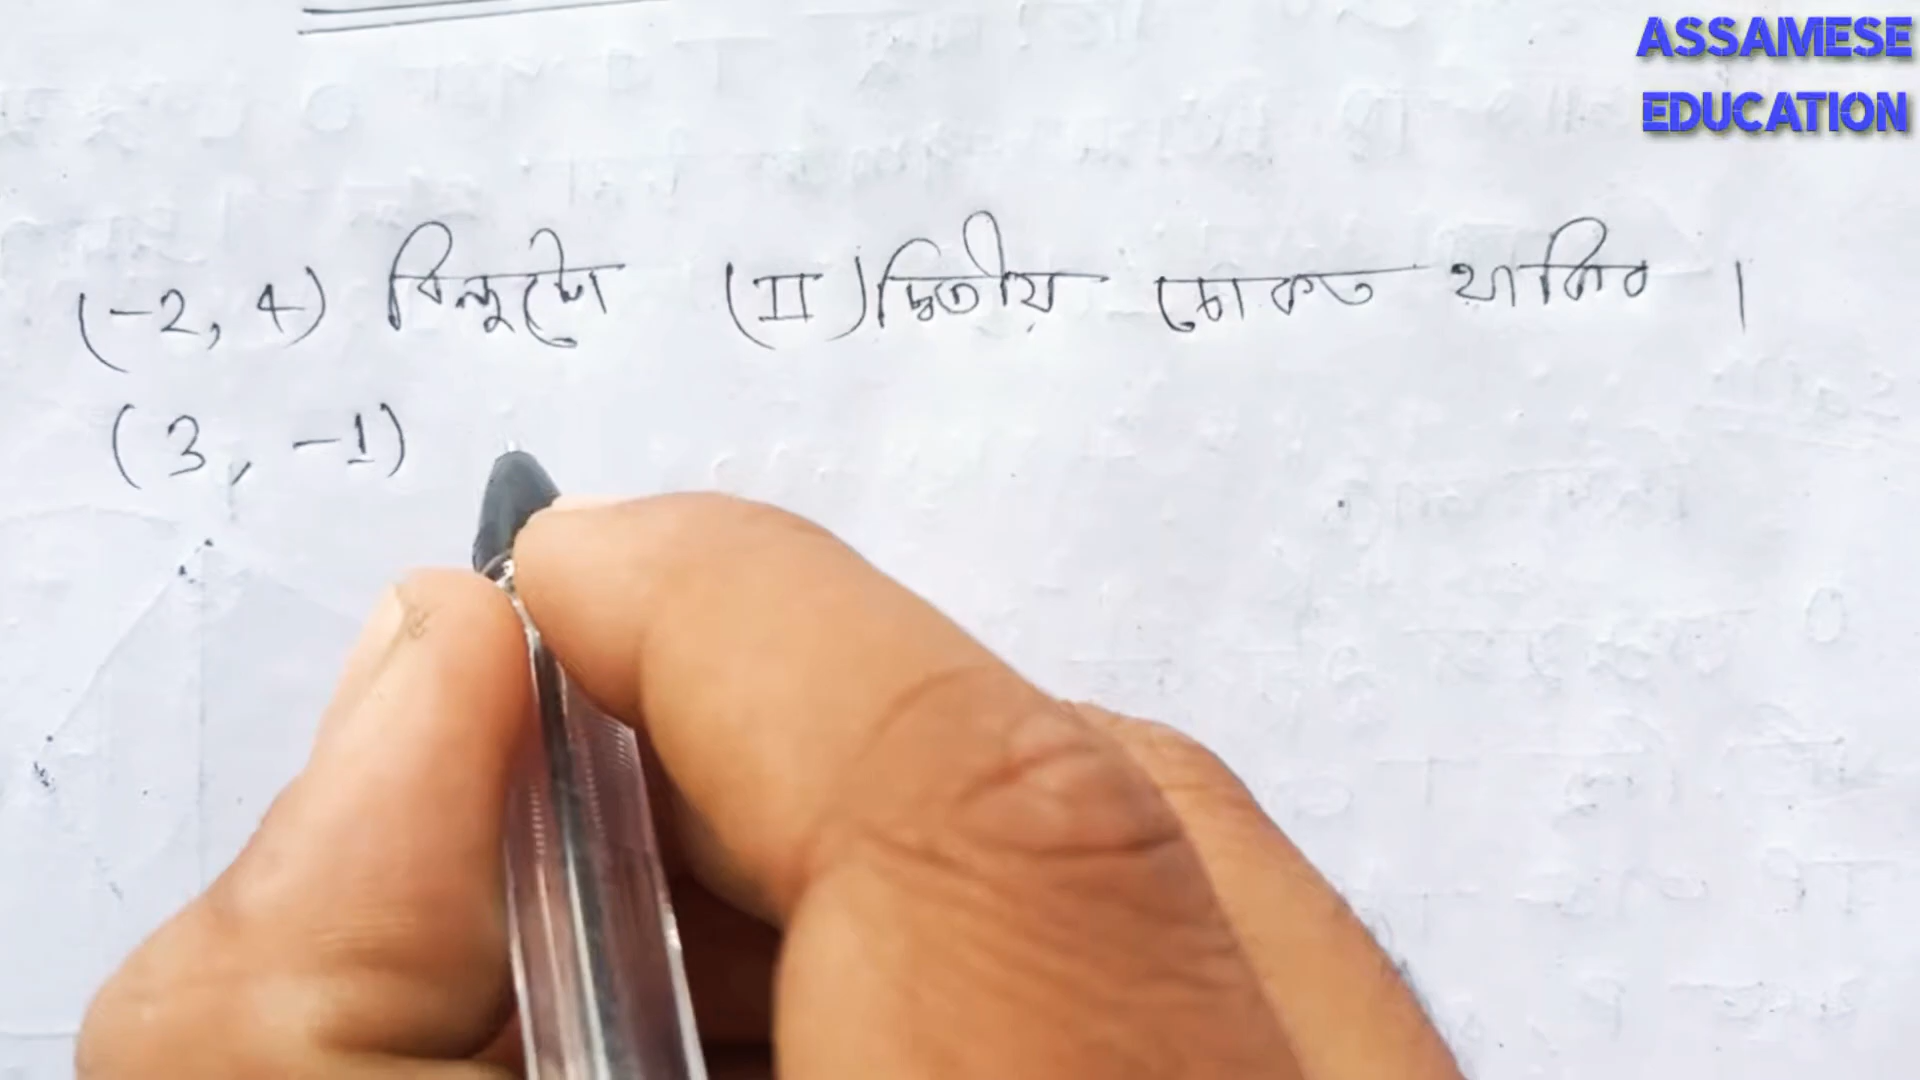 ASSAMESE
EDUCATION
(-2, 4) বিন্দুটো (II) দ্বিতীয় চোকত থাকিব ।
(3, -1)